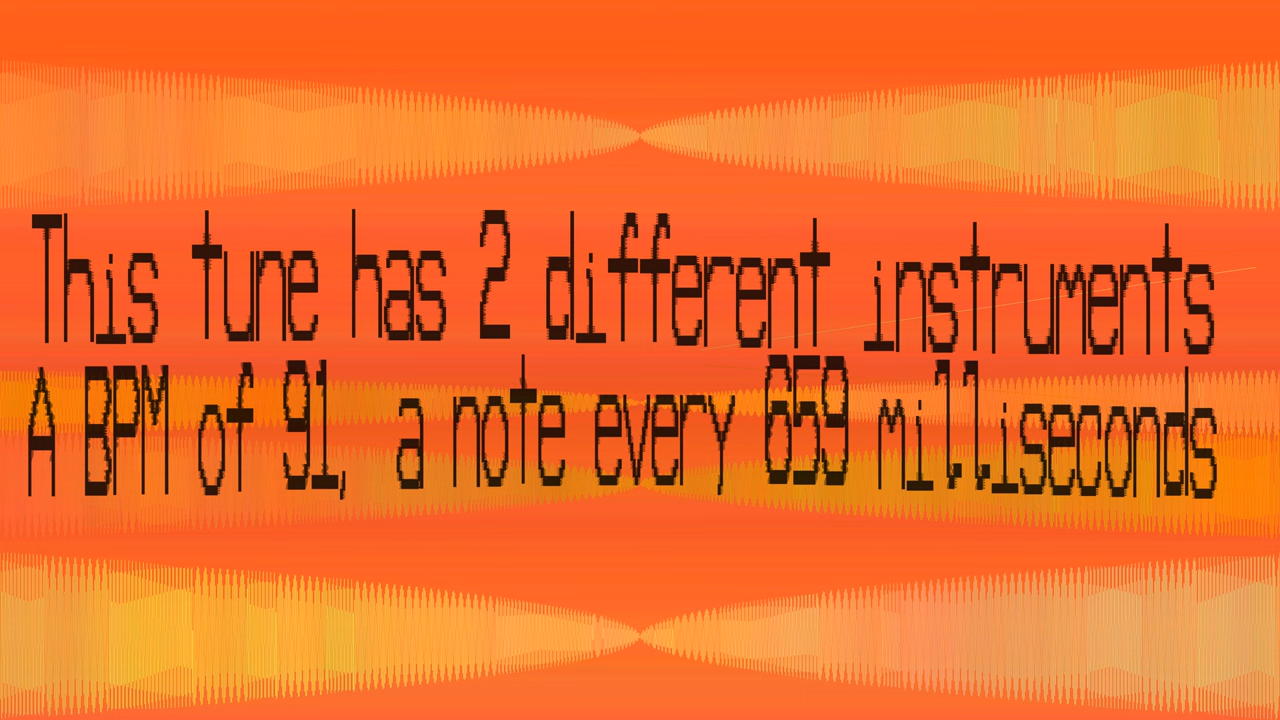 This tune has 2 different instruments
A BPM of 91, a note every 659 milliseconds